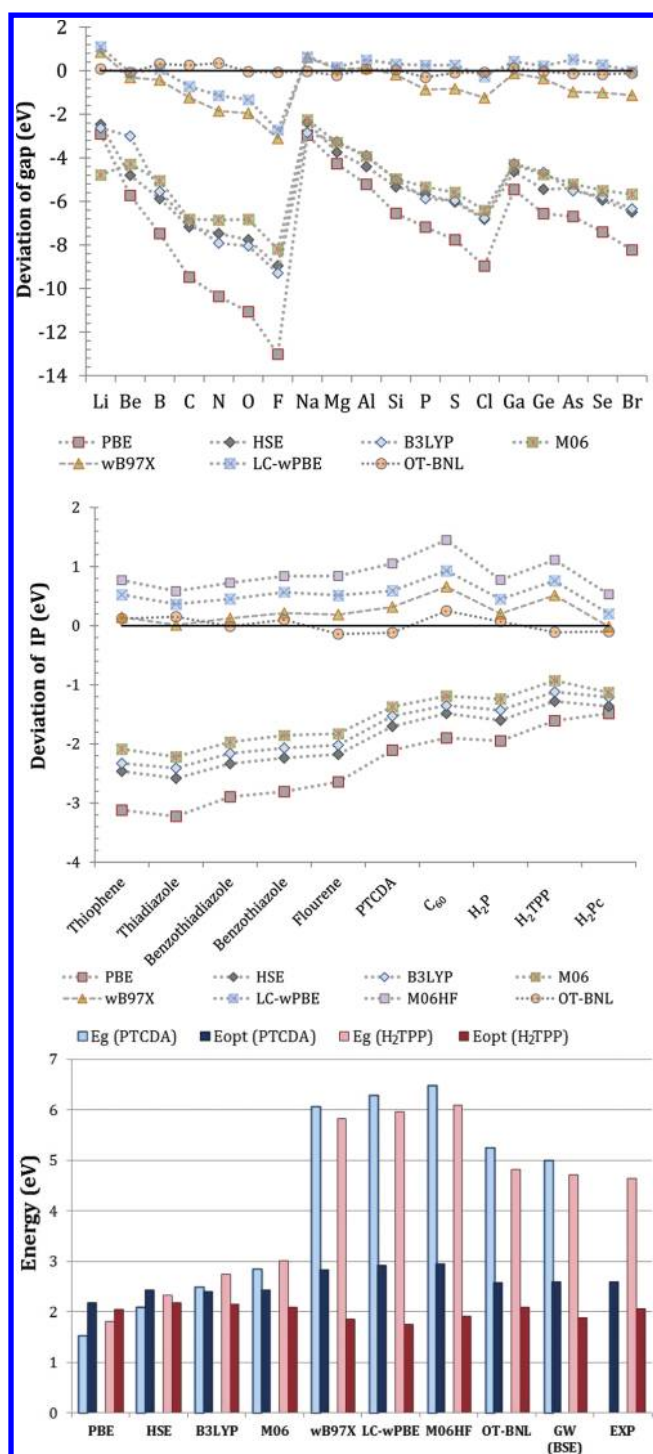 2
0
-2
-4
-6
-8
-10
-12
-14
Deviation of gap (eV)
Li Be B C N O F Na Mg Al Si P S Cl Ga Ge As Se Br
PBE HSE B3LYP M06
wB97X LC-wPBE OT-BNL
2
1
0
-1
-2
-3
-4
Deviation of IP (eV)
Thiophene Thiadiazole Benzothiadiazole Benzothiazole Flourene PTCDA C₆₀ H₂P H₂TPP H₂Pc
PBE HSE B3LYP M06
wB97X LC-wPBE M06HF OT-BNL
Eg (PTCDA) Eopt (PTCDA) Eg (H₂TPP) Eopt (H₂TPP)
7
6
5
4
3
2
1
0
Energy (eV)
PBE HSE B3LYP M06 wB97X LC-wPBE M06HF OT-BNL GW EXP
(BSE)